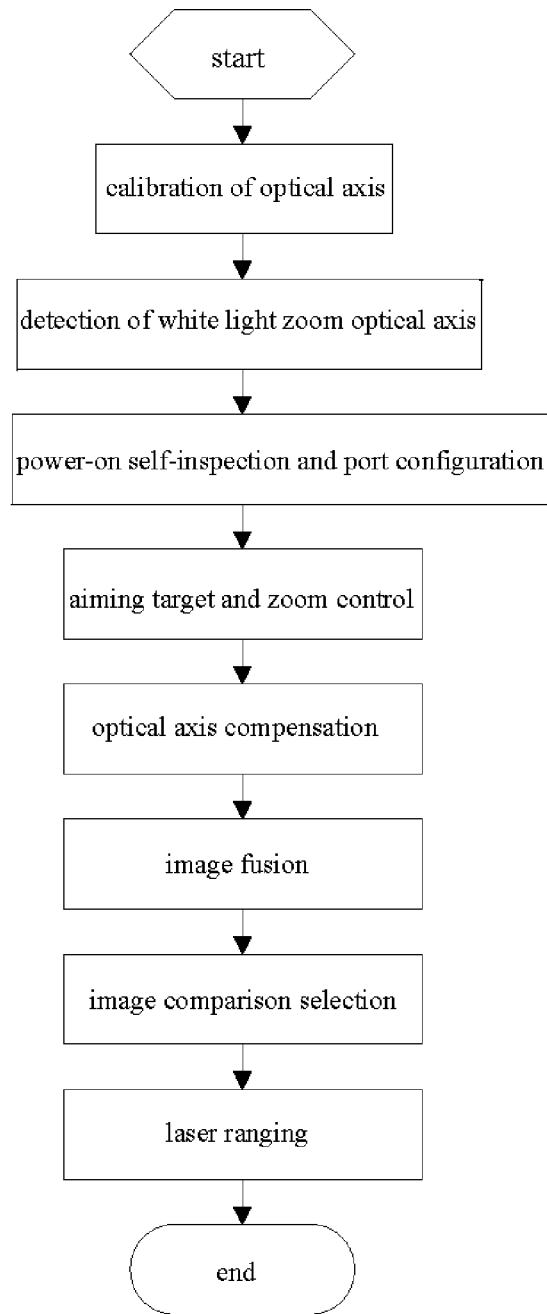 start
calibration of optical axis
detection of white light zoom optical axis
power-on self-inspection and port configuration
aiming target and zoom control
optical axis compensation
image fusion
image comparison selection
laser ranging
end